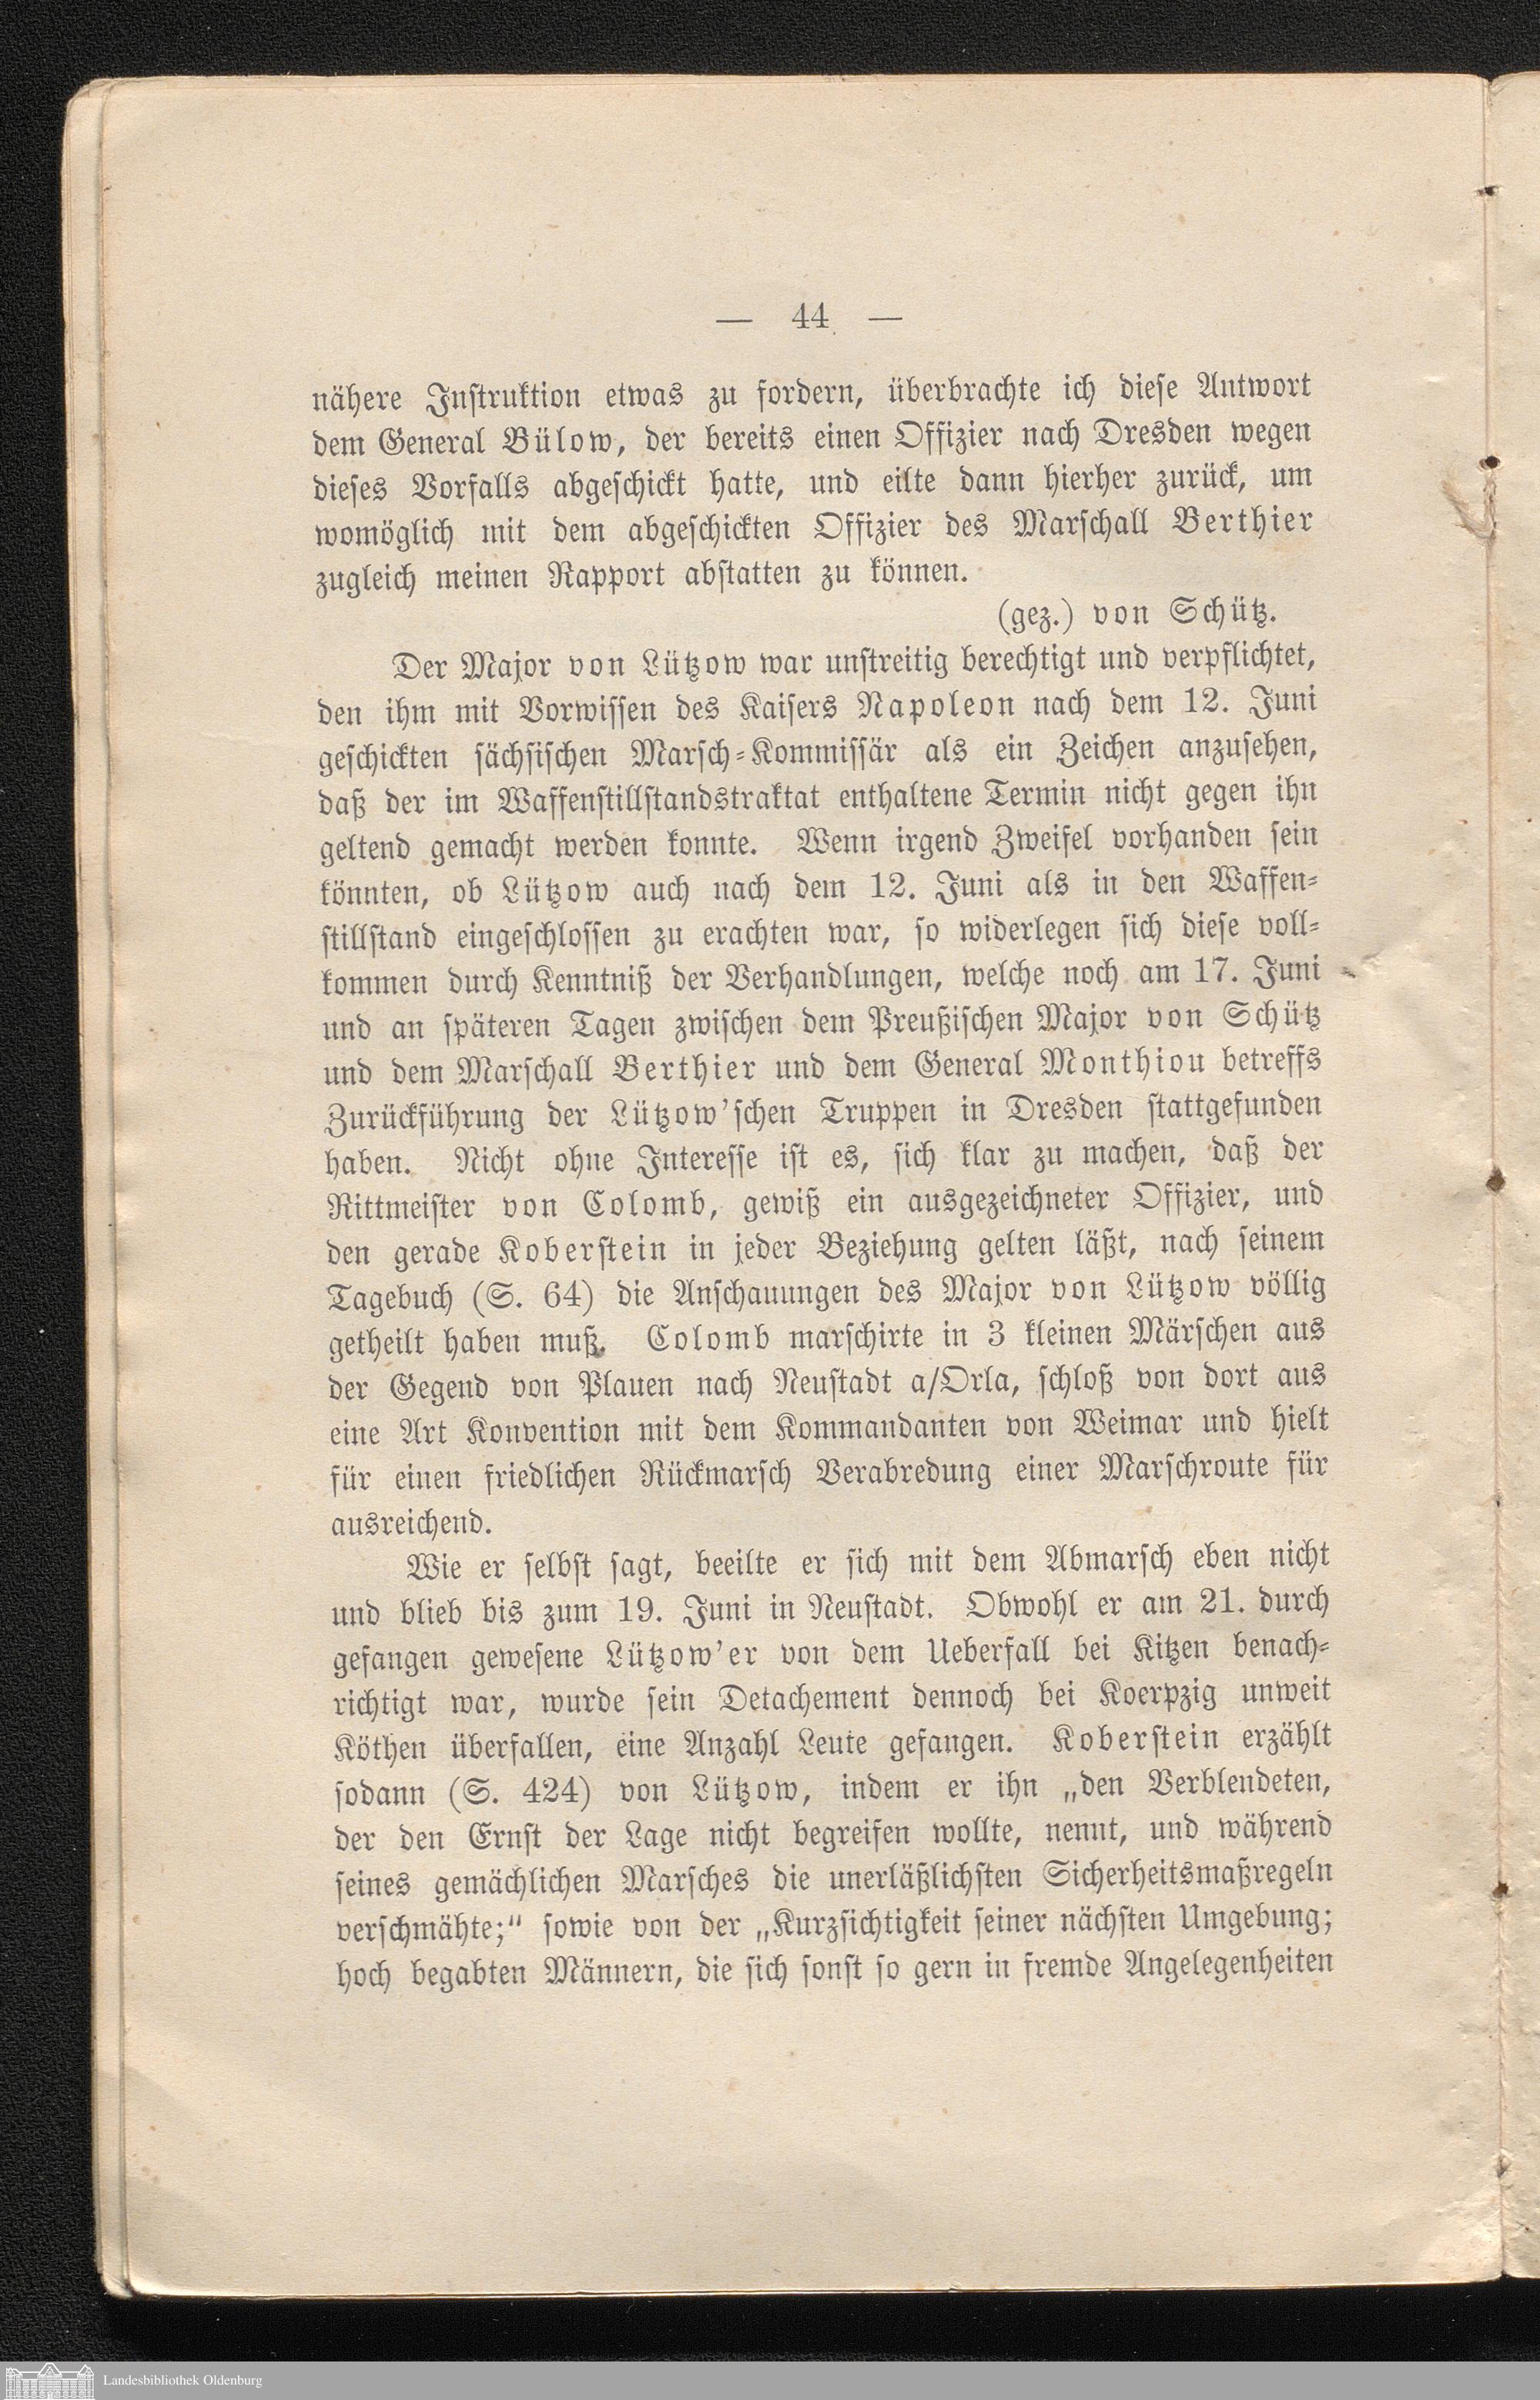 — 44 —
nähere Instruktion etwas zu fordern, überbrachte ich diese Antwort
dem General Bülow, der bereits einen Offizier nach Dresden wegen
dieses Vorfalls abgeschickt hatte, und eilte dann hierher zurück, um
womöglich mit dem abgeschickten Offizier des Marschall Berthier
zugleich meinen Rapport abstatten zu können.
(gez.) von Schütz.
Der Major von Lützow war unstreitig berechtigt und verpflichtet,
den ihm mit Vorwissen des Kaisers Napoleon nach dem 12. Juni
geschickten sächsischen Marsch-Kommissär als ein Zeichen anzusehen,
daß der im Waffenstillstandstraktat enthaltene Termin nicht gegen ihn
geltend gemacht werden konnte. Wenn irgend Zweifel vorhanden sein
könnten, ob Lützow auch nach dem 12. Juni als in den Waffen-
stillstand eingeschlossen zu erachten war, so widerlegen sich diese voll-
kommen durch Kenntniß der Verhandlungen, welche noch am 17. Juni
und an späteren Tagen zwischen dem Preußischen Major von Schütz
und dem Marschall Berthier und dem General Monthiou betreffs
Zurückführung der Lützow'schen Truppen in Dresden stattgefunden
haben. Nicht ohne Interesse ist es, sich klar zu machen, daß der
Rittmeister von Colomb, gewiß ein ausgezeichneter Offizier, und
den gerade Koberstein in jeder Beziehung gelten läßt, nach seinem
Tagebuch (S. 64) die Anschauungen des Major von Lützow völlig
getheilt haben muß. Colomb marschirte in 3 kleinen Märschen aus
der Gegend von Plauen nach Neustadt a/Orla, schloß von dort aus
eine Art Konvention mit dem Kommandanten von Weimar und hielt
für einen friedlichen Rückmarsch Verabredung einer Marschroute für
ausreichend.
Wie er selbst sagt, beeilte er sich mit dem Abmarsch eben nicht
und blieb bis zum 19. Juni in Neustadt. Obwohl er am 21. durch
gefangen gewesene Lützow'er von dem Ueberfall bei Kitzen benach-
richtigt war, wurde sein Detachement dennoch bei Koerpzig unweit
Köthen überfallen, eine Anzahl Leute gefangen. Koberstein erzählt
sodann (S. 424) von Lützow, indem er ihn „den Verblendeten,
der den Ernst der Lage nicht begreifen wollte, nennt, und während
seines gemächlichen Marsches die unerläßlichsten Sicherheitsmaßregeln
verschmähte;“ sowie von der „Kurzsichtigkeit seiner nächsten Umgebung;
hoch begabten Männern, die sich sonst so gern in fremde Angelegenheiten
Landesbibliothek Oldenburg